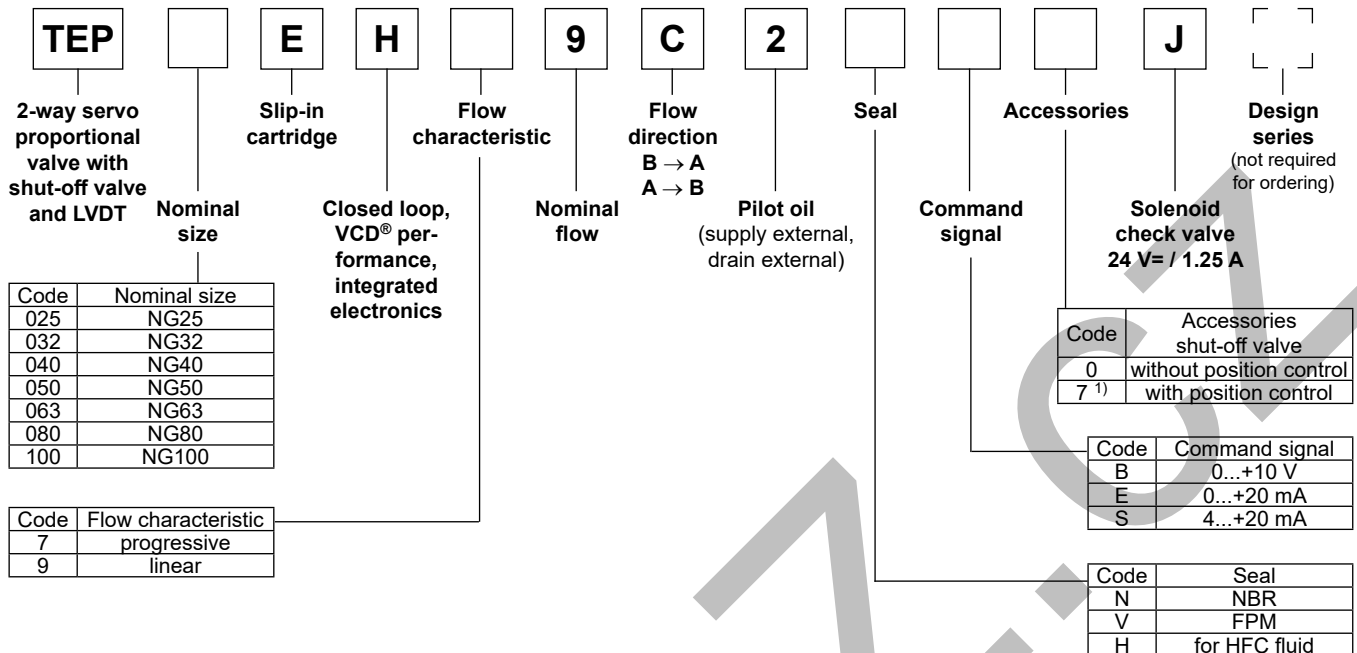 TEP E H 9 C 2 J
2-way servo
proportional
valve with
shut-off valve
and LVDT
Nominal
size
Slip-in
cartridge
Closed loop,
VCD® per-
formance,
integrated
electronics
Flow
characteristic
Nominal
flow
Flow
direction
B → A
A → B
Pilot oil
(supply external,
drain external)
Seal
Command
signal
Accessories
Solenoid
check valve
24 V= / 1.25 A
Design
series
(not required
for ordering)
Code Nominal size
025 NG25
032 NG32
040 NG40
050 NG50
063 NG63
080 NG80
100 NG100
Code Flow characteristic
7 progressive
9 linear
Code Accessories
shut-off valve
0 without position control
7 1) with position control
Code Command signal
B 0...+10 V
E 0...+20 mA
S 4...+20 mA
Code Seal
N NBR
V FPM
H for HFC fluid